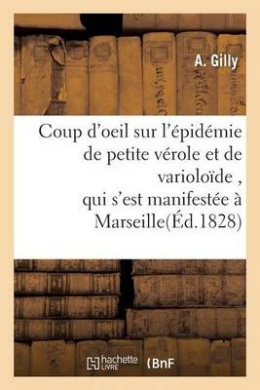 A. Gilly
Coup d'oeil sur l'épidémie
de petite vérole et de
varioloïde ,
qui s'est manifestée à
Marseille(Éd.1828)
hachette
LIVRE
{BnF